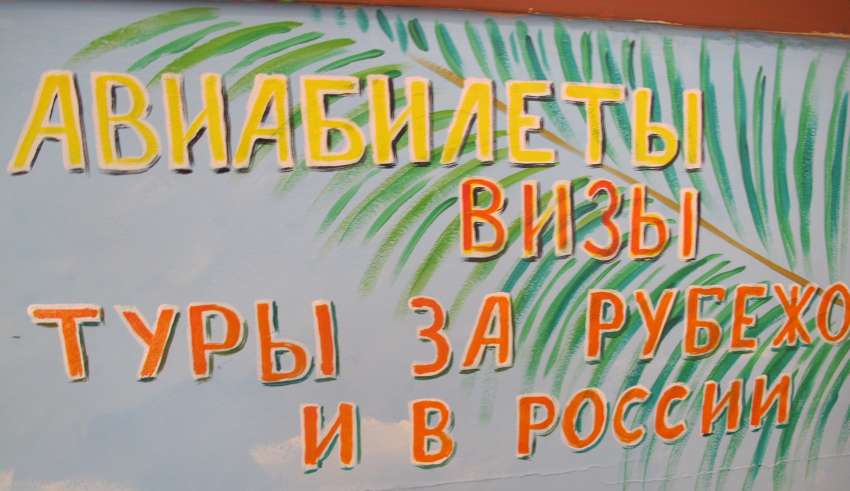 АВИАБИЛЕТЫ
ВИЗЫ
ТУРЫ ЗА РУБЕЖО
И В РОССИИ